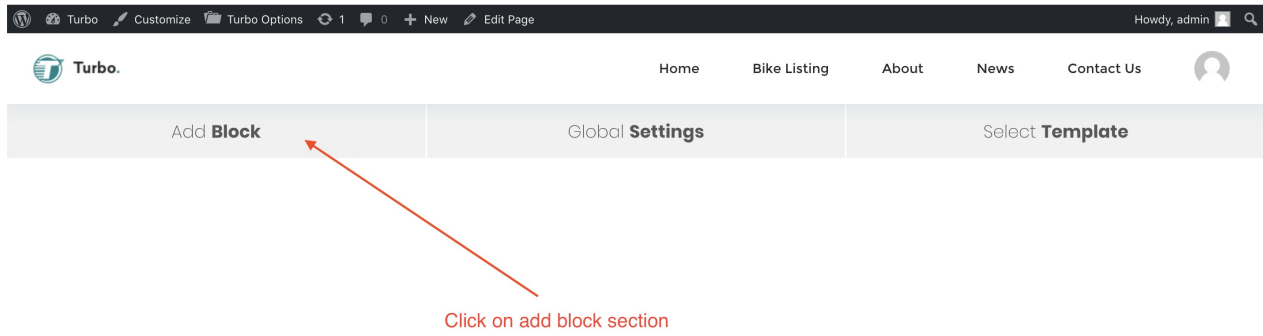 Turbo Customize Turbo Options 1 0 New Edit Page Howdy, admin
Turbo. Home Bike Listing About News Contact Us
Add Block Global Settings Select Template
Click on add block section